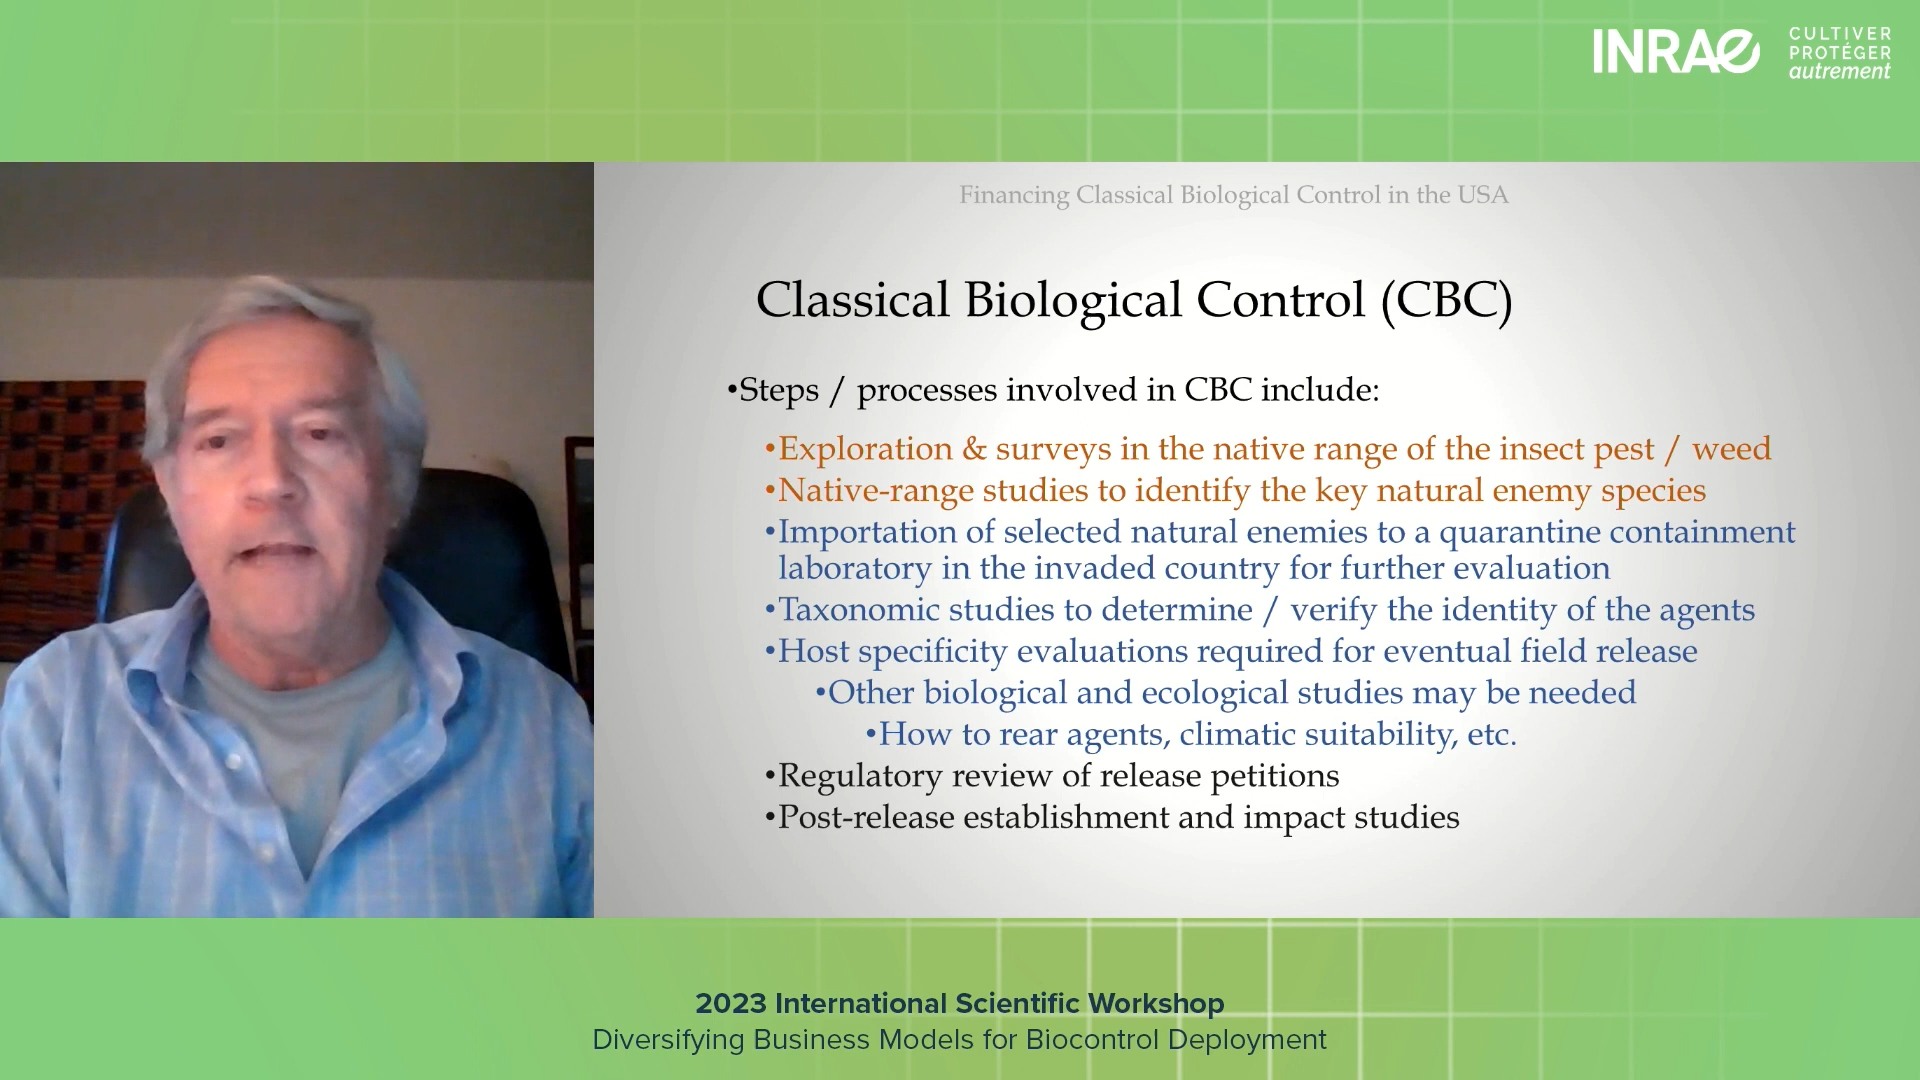 INRAE
CULTIVER
PROTÉGER
autrement
Financing Classical Biological Control in the USA
Classical Biological Control (CBC)
•Steps / processes involved in CBC include:
•Exploration & surveys in the native range of the insect pest / weed
•Native-range studies to identify the key natural enemy species
•Importation of selected natural enemies to a quarantine containment
laboratory in the invaded country for further evaluation
•Taxonomic studies to determine / verify the identity of the agents
•Host specificity evaluations required for eventual field release
•Other biological and ecological studies may be needed
•How to rear agents, climatic suitability, etc.
•Regulatory review of release petitions
•Post-release establishment and impact studies
2023 International Scientific Workshop
Diversifying Business Models for Biocontrol Deployment